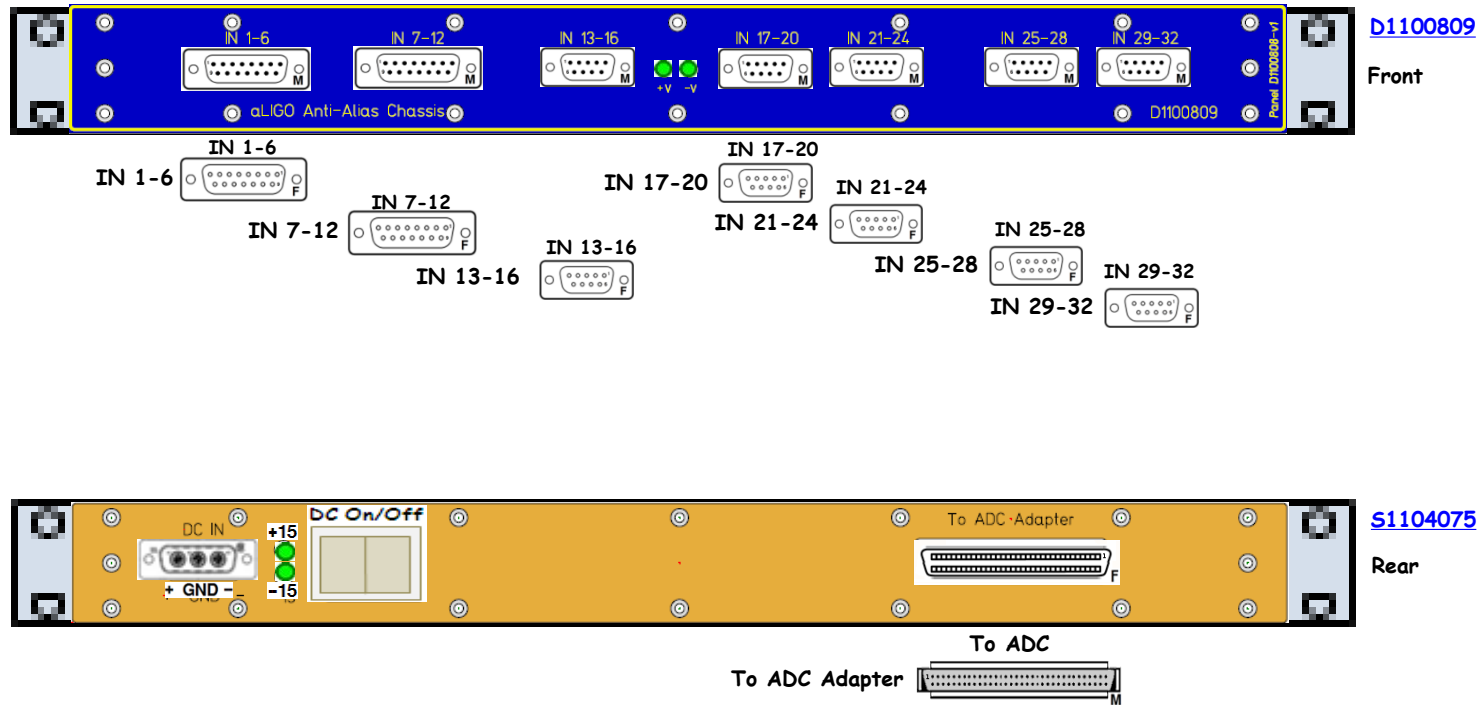 IN 1-6
IN 7-12
IN 13-16
IN 17-20
IN 21-24
IN 25-28
IN 29-32
M
M
M
M
M
M
M
+V -V
aLIGO Anti-Alias Chassis
D1100809
Panel D1100808-v1
D1100809
Front
IN 1-6
IN 1-6
F
IN 7-12
IN 7-12
F
IN 13-16
IN 13-16
F
IN 17-20
IN 17-20
F
IN 21-24
IN 21-24
F
IN 25-28
IN 25-28
F
IN 29-32
IN 29-32
F
DC IN
+ GND -
+15
-15
DC On/Off
To ADC Adapter
1
F
S1104075
Rear
To ADC
To ADC Adapter
1
M